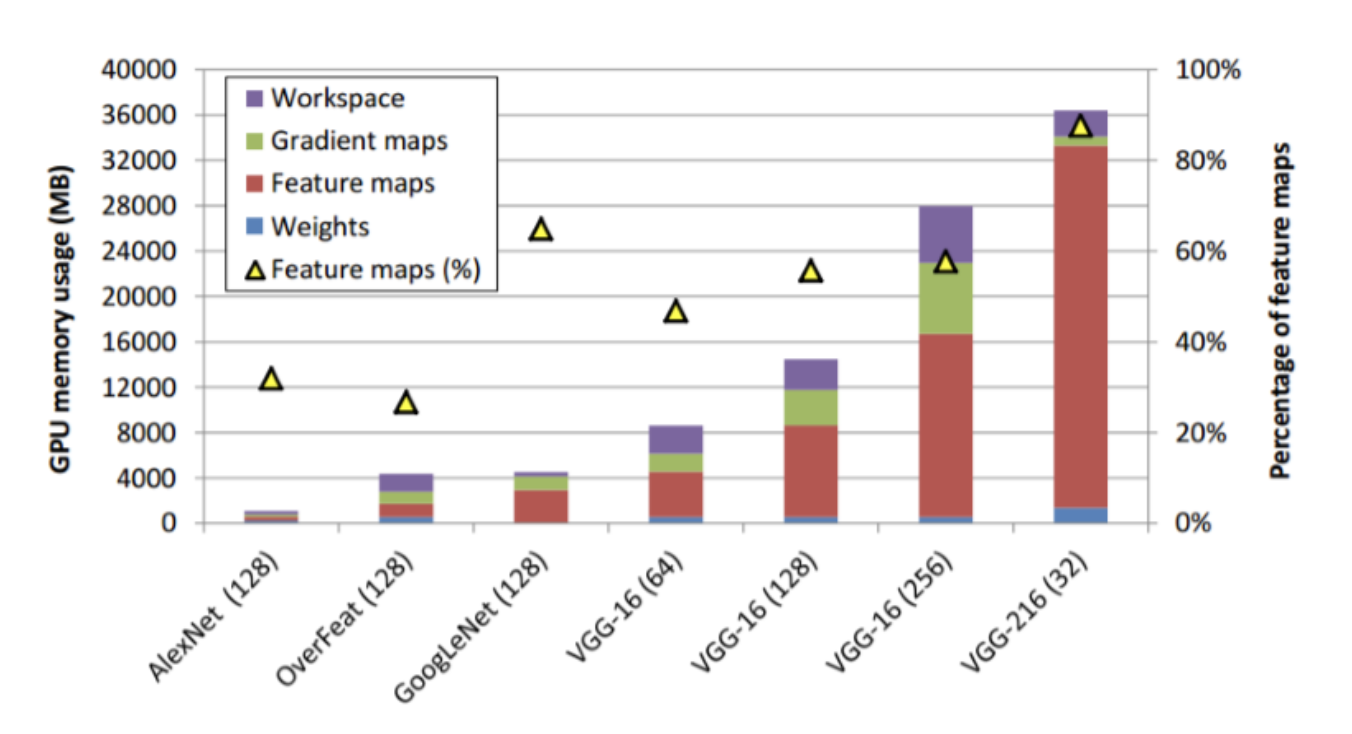 GPU memory usage (MB)
40000
36000
32000
28000
24000
20000
16000
12000
8000
4000
0
Workspace
Gradient maps
Feature maps
Weights
Feature maps (%)
100%
80%
60%
40%
20%
0%
Percentage of feature maps
AlexNet (128)
OverFeat (128)
GoogLeNet (128)
VGG-16 (64)
VGG-16 (128)
VGG-16 (256)
VGG-216 (32)